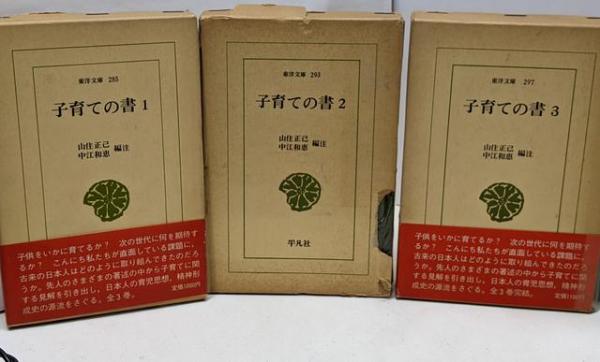 東洋文庫 285
子育ての書 1
山住正己
中江和恵
編注
子供をいかに育てるか? 次の世代に何を期待す
るか? こんにち私たちが直面している課題に、
古来の日本人はどのように取り組んできたのだろ
うか。先人のさまざまの著述の中から子育てに関
する見解を引き出し、日本人の育児思想、精神形
成史の源流をさぐる。全3巻。
定価1000円
東洋文庫 293
子育ての書 2
山住正己
中江和恵
編注
平凡社
東洋文庫 297
子育ての書 3
山住正己
中江和恵
編注
子供をいかに育てるか? 次の世代に何を期待す
るか? こんにち私たちが直面している課題に、
古来の日本人はどのように取り組んできたのだろ
うか。先人のさまざまの著述の中から子育てに関
する見解を引き出し、日本人の育児思想、精神形
成史の源流をさぐる。全3巻完結。
定価1100円